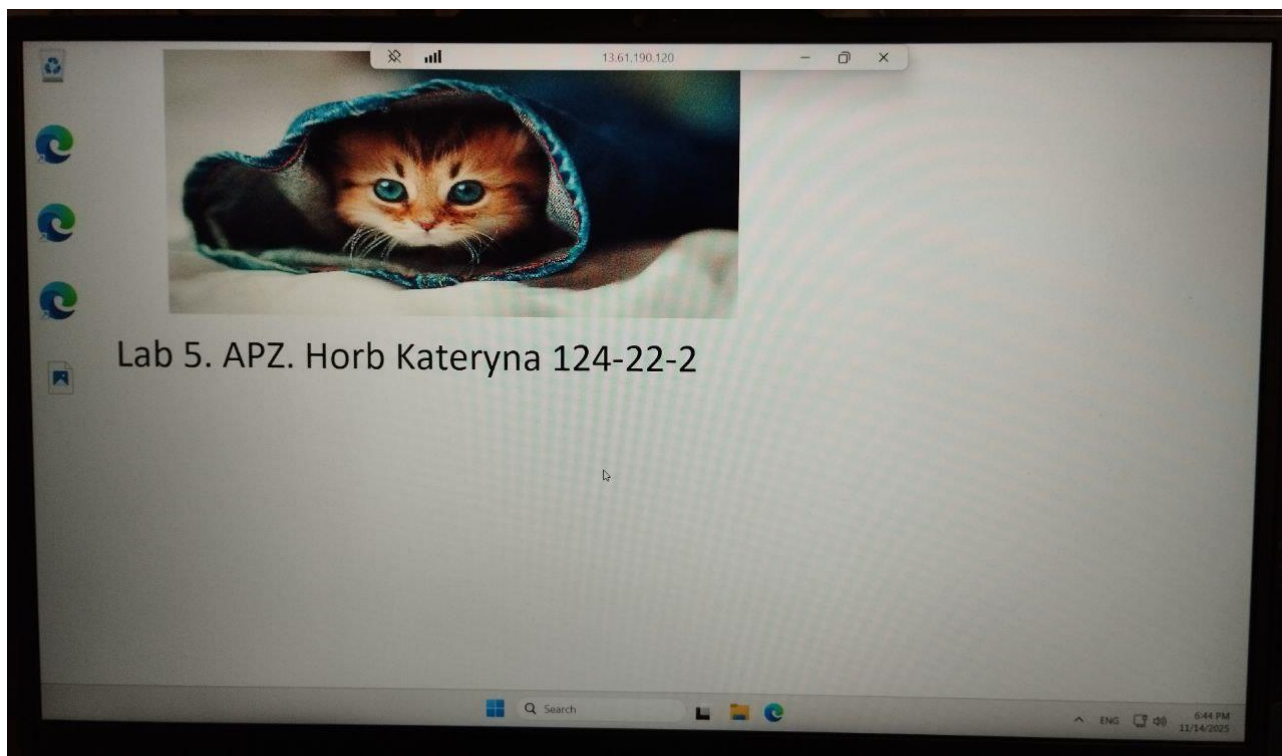 13.61.190.120
Lab 5. APZ. Horb Kateryna 124-22-2
Search
ENG
6:44 PM
11/14/2025